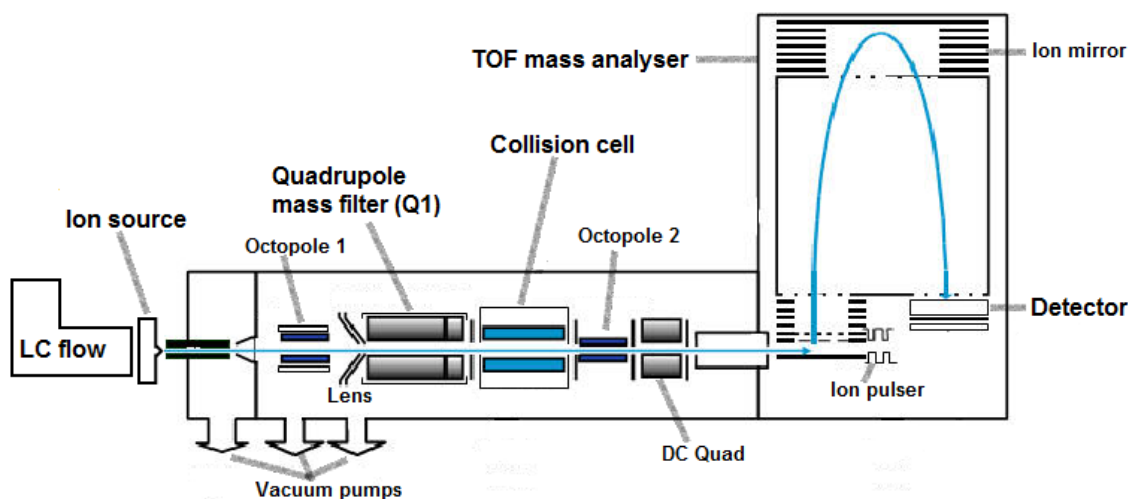 TOF mass analyser
Ion mirror
Collision cell
Quadrupole
mass filter (Q1)
Ion source
Octopole 1
Octopole 2
Detector
LC flow
Lens
Ion pulser
DC Quad
Vacuum pumps